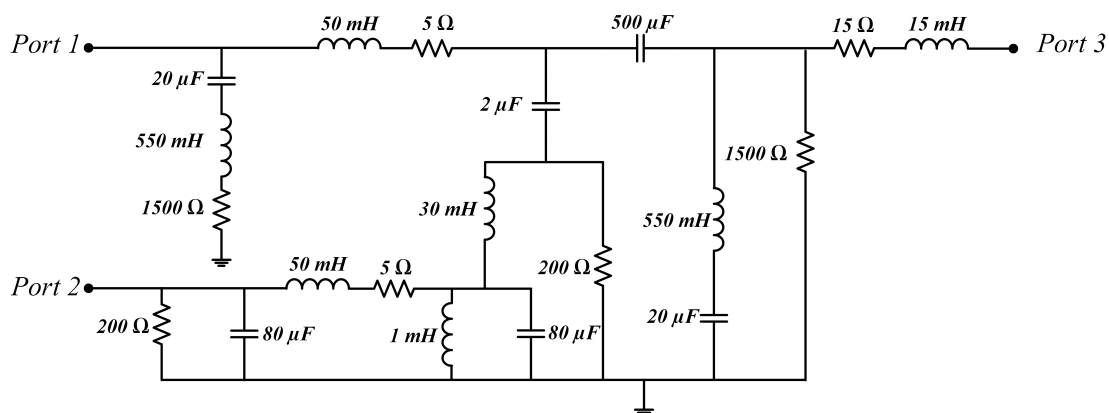 50 mH
5 Ω
500 µF
15 Ω
15 mH
Port 1
Port 3
20 µF
2 µF
550 mH
1500 Ω
1500 Ω
30 mH
550 mH
50 mH
5 Ω
200 Ω
Port 2
200 Ω
80 µF
1 mH
80 µF
20 µF